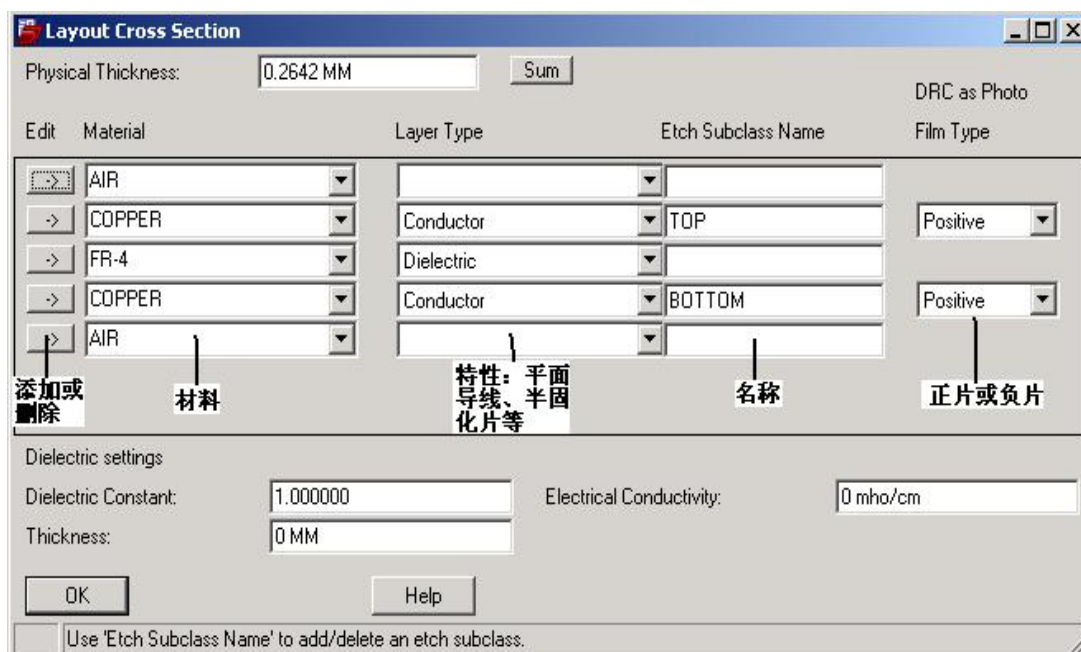 Layout Cross Section
Physical Thickness: 0.2642 MM Sum
DRC as Photo
Edit Material Layer Type Etch Subclass Name Film Type
-> AIR
-> COPPER Conductor TOP Positive
-> FR-4 Dielectric
-> COPPER Conductor BOTTOM Positive
-> AIR
添加或
删除
材料
特性：平面
导线、半固
化片等
名称
正片或负片
Dielectric settings
Dielectric Constant: 1.000000 Electrical Conductivity: 0 mho/cm
Thickness: 0 MM
OK Help
Use 'Etch Subclass Name' to add/delete an etch subclass.